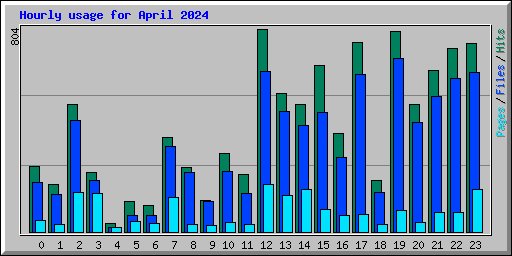 Hourly usage for April 2024
804
Pages/Files/Hits
0 1 2 3 4 5 6 7 8 9 10 11 12 13 14 15 16 17 18 19 20 21 22 23